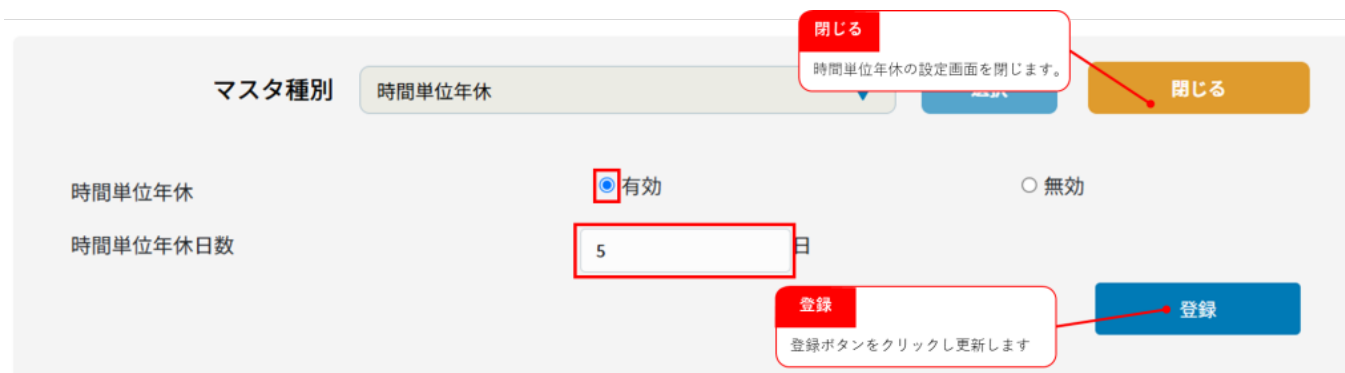 閉じる
時間単位年休の設定画面を閉じます。
マスタ種別
時間単位年休
選択
閉じる
時間単位年休
有効
無効
時間単位年休日数
5
日
登録
登録ボタンをクリックし更新します
登録